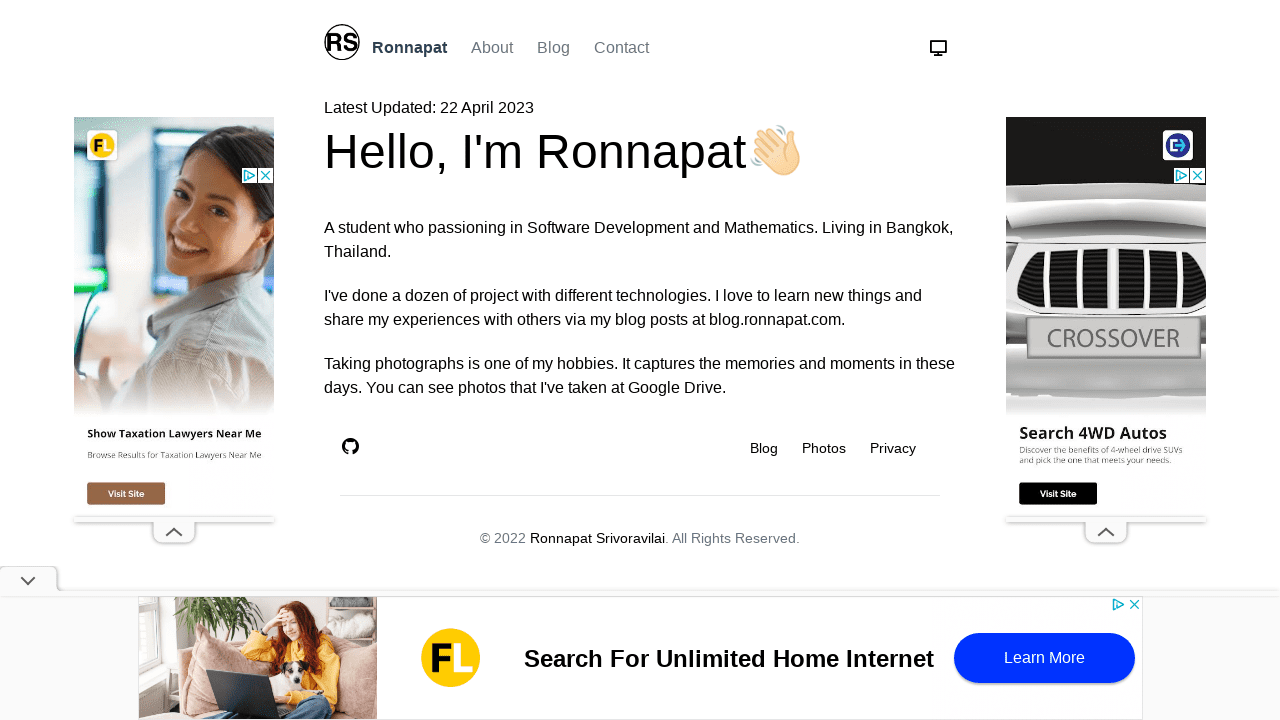 RS
Ronnapat About Blog Contact
Latest Updated: 22 April 2023
Hello, I'm Ronnapat👋🏼
A student who passioning in Software Development and Mathematics. Living in Bangkok,
Thailand.
I've done a dozen of project with different technologies. I love to learn new things and
share my experiences with others via my blog posts at blog.ronnapat.com.
Taking photographs is one of my hobbies. It captures the memories and moments in these
days. You can see photos that I've taken at Google Drive.
Blog Photos Privacy
© 2022 Ronnapat Srivoravilai. All Rights Reserved.
FL
Show Taxation Lawyers Near Me
Browse Results for Taxation Lawyers Near Me
Visit Site
CROSSOVER
Search 4WD Autos
Discover the benefits of 4-wheel drive SUVs
and pick the one that meets your needs.
Visit Site
FL
Search For Unlimited Home Internet
Learn More